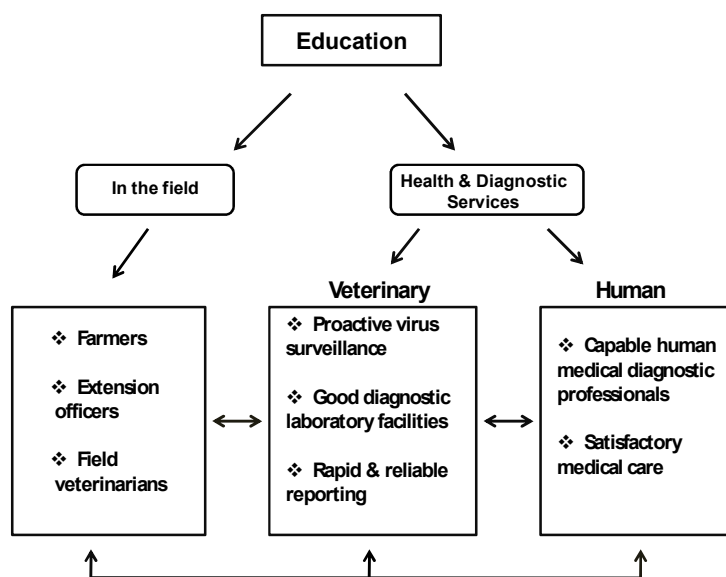 Education
In the field
Health & Diagnostic
Services
Veterinary
Human
❖ Farmers
❖ Extension
officers
❖ Field
veterinarians
❖ Proactive virus
surveillance
❖ Good diagnostic
laboratory facilities
❖ Rapid & reliable
reporting
❖ Capable human
medical diagnostic
professionals
❖ Satisfactory
medical care